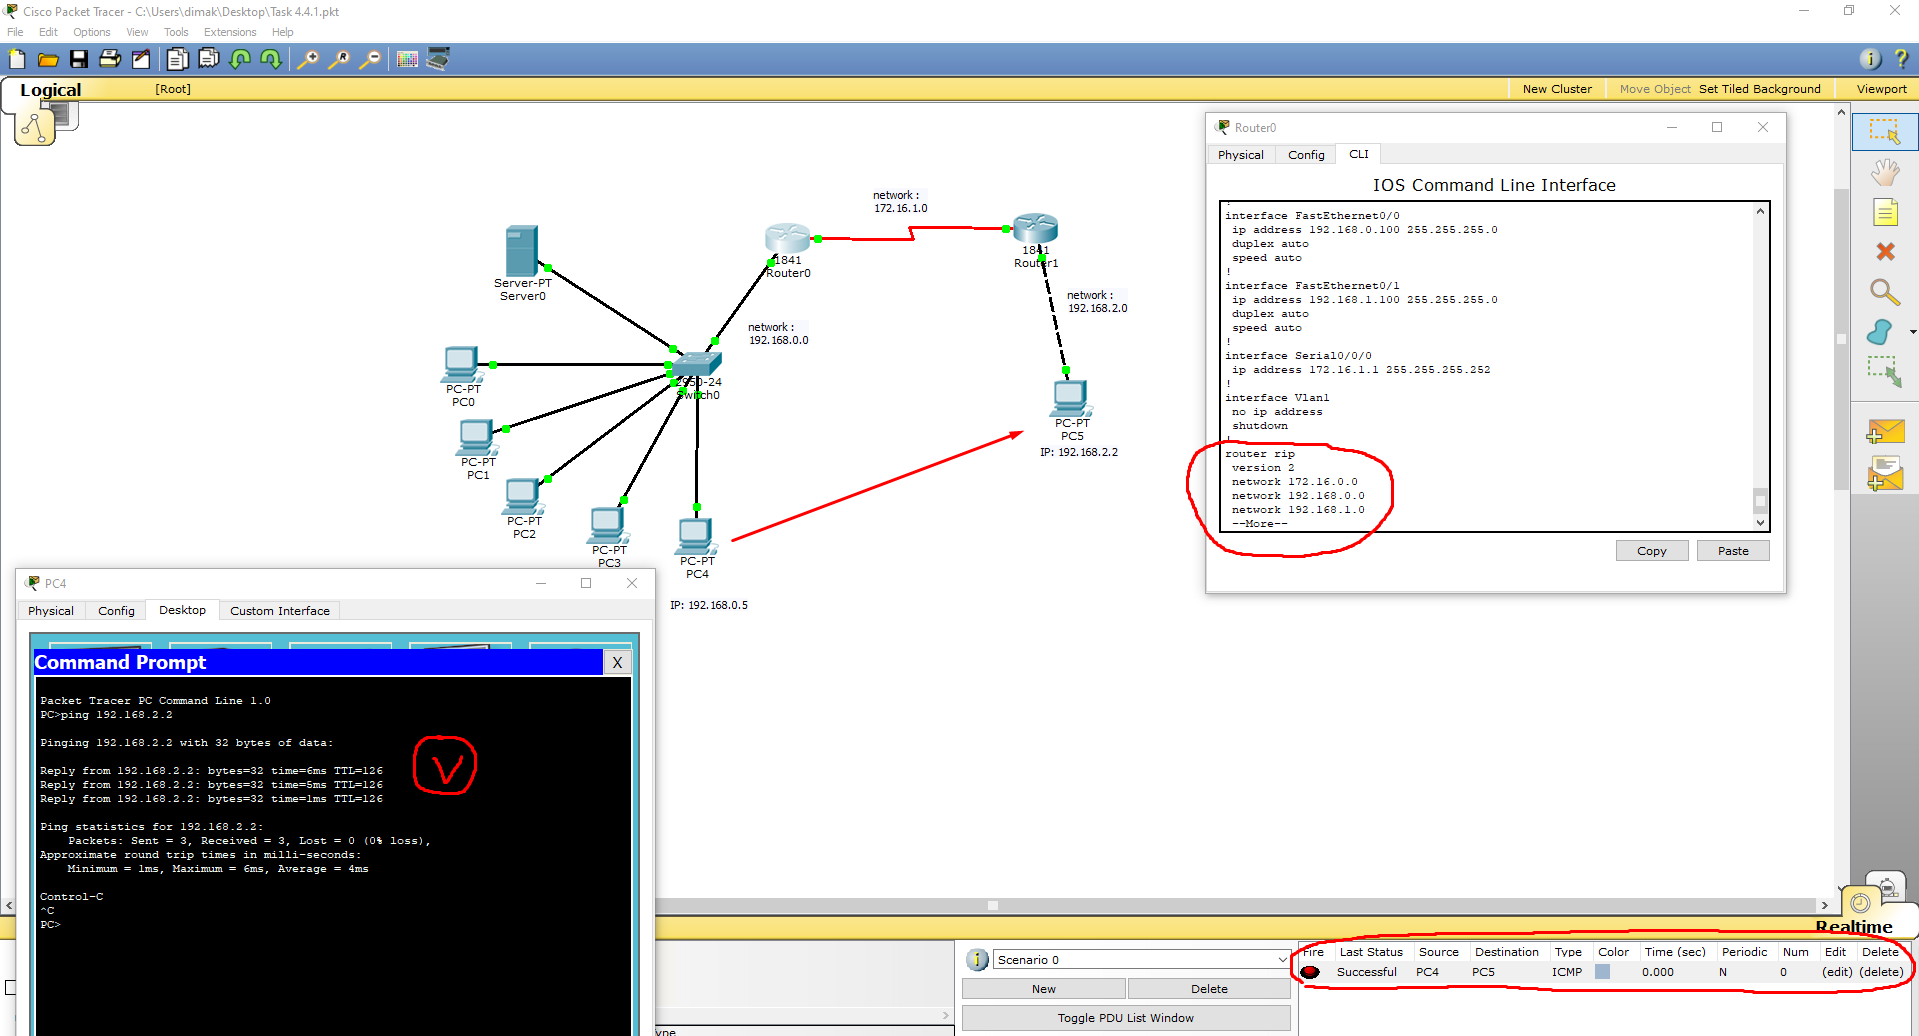 Cisco Packet Tracer - C:\Users\dimak\Desktop\Task 4.4.1.pkt
File Edit Options View Tools Extensions Help
Logical [Root] New Cluster Move Object Set Tiled Background Viewport
network :
172.16.1.0
1841
Router0
1841
Router1
Server-PT
Server0
network :
192.168.2.0
network :
192.168.0.0
2950-24
Switch0
PC-PT
PC0
PC-PT
PC1
PC-PT
PC2
PC-PT
PC3
PC-PT
PC4
IP: 192.168.0.5
PC-PT
PC5
IP: 192.168.2.2
Router0
Physical Config CLI
IOS Command Line Interface
!
interface FastEthernet0/0
ip address 192.168.0.100 255.255.255.0
duplex auto
speed auto
!
interface FastEthernet0/1
ip address 192.168.1.100 255.255.255.0
duplex auto
speed auto
!
interface Serial0/0/0
ip address 172.16.1.1 255.255.255.252
!
interface Vlan1
no ip address
shutdown
!
router rip
version 2
network 172.16.0.0
network 192.168.0.0
network 192.168.1.0
--More--
Copy Paste
PC4
Physical Config Desktop Custom Interface
Command Prompt X
Packet Tracer PC Command Line 1.0
PC>ping 192.168.2.2
Pinging 192.168.2.2 with 32 bytes of data:
Reply from 192.168.2.2: bytes=32 time=6ms TTL=126
Reply from 192.168.2.2: bytes=32 time=5ms TTL=126
Reply from 192.168.2.2: bytes=32 time=1ms TTL=126
V
Ping statistics for 192.168.2.2:
Packets: Sent = 3, Received = 3, Lost = 0 (0% loss),
Approximate round trip times in milli-seconds:
Minimum = 1ms, Maximum = 6ms, Average = 4ms
Control-C
^C
PC>
Realtime
Scenario 0
New Delete
Toggle PDU List Window
Fire Last Status Source Destination Type Color Time (sec) Periodic Num Edit Delete
Successful PC4 PC5 ICMP 0.000 N 0 (edit) (delete)